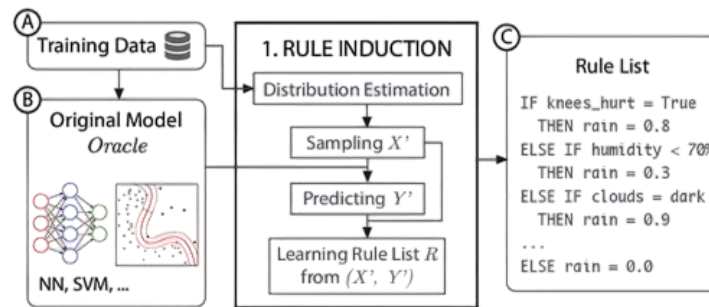 A
Training Data
B
Original Model
Oracle
NN, SVM, ...
1. RULE INDUCTION
Distribution Estimation
Sampling X'
Predicting Y'
Learning Rule List R
from (X', Y')
C
Rule List
IF knees_hurt = True
THEN rain = 0.8
ELSE IF humidity < 70%
THEN rain = 0.3
ELSE IF clouds = dark
THEN rain = 0.9
...
ELSE rain = 0.0